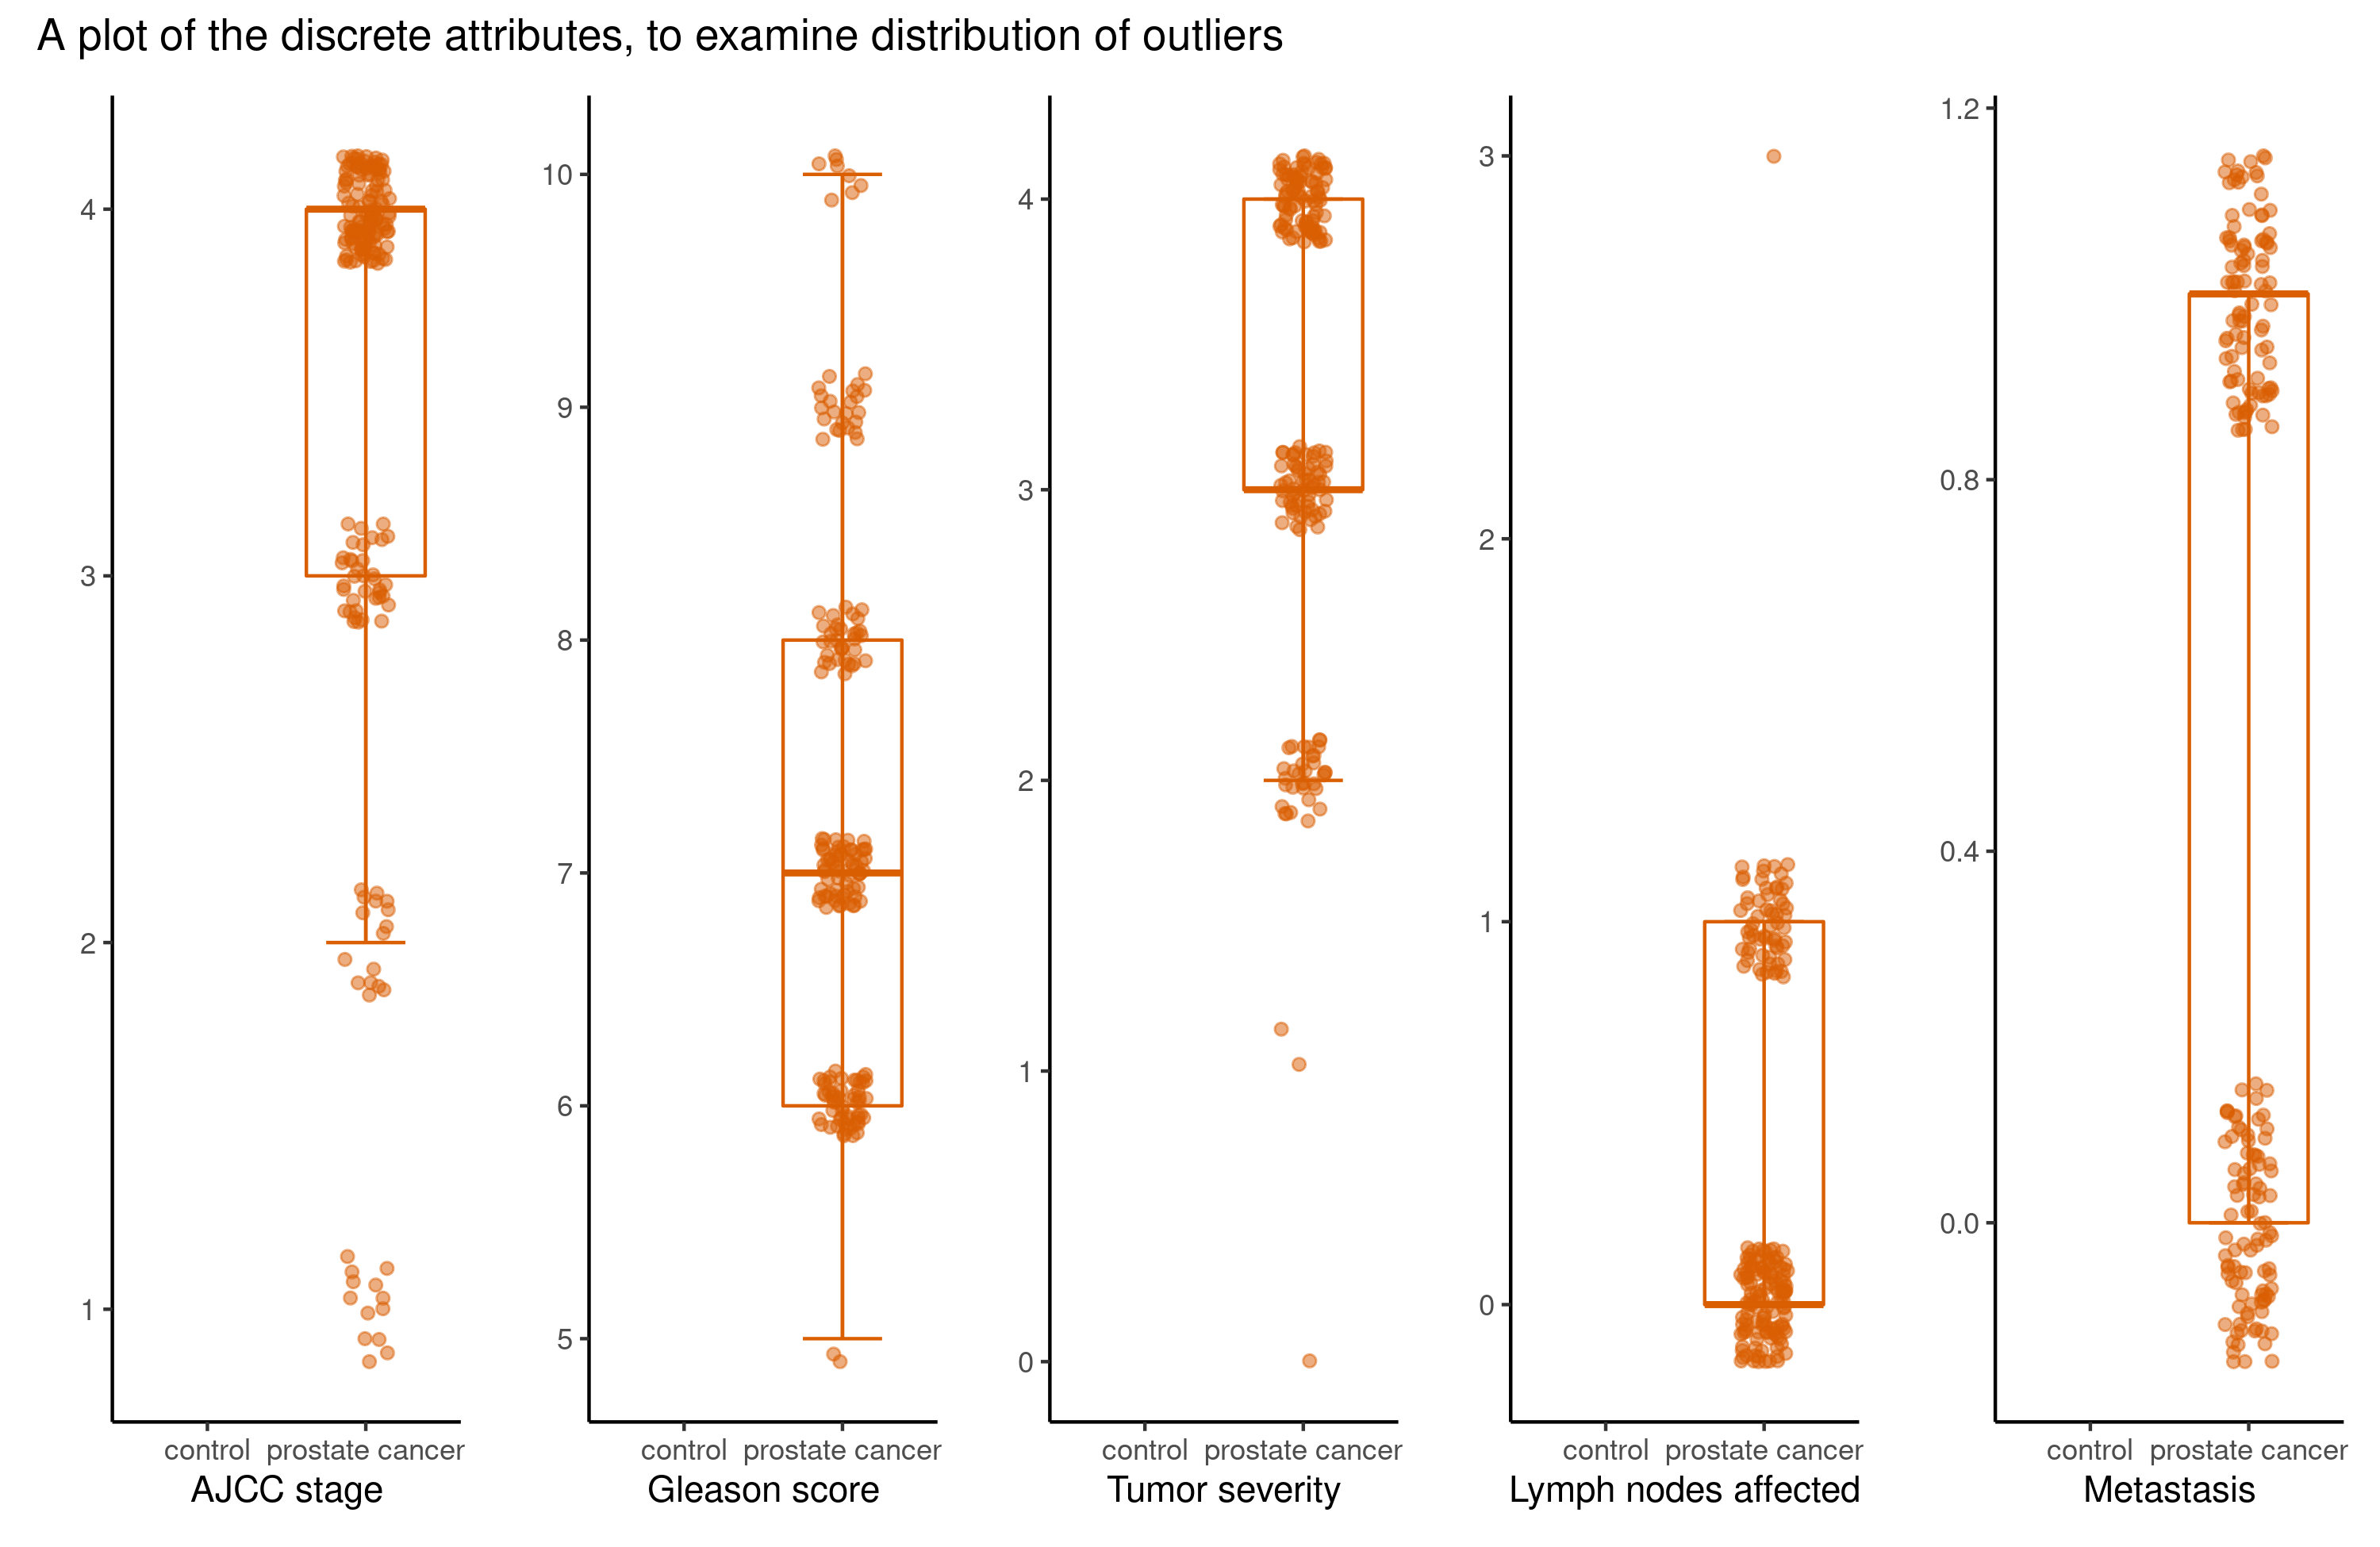 A plot of the discrete attributes, to examine distribution of outliers
4
3
2
1
control prostate cancer
AJCC stage
10
9
8
7
6
5
control prostate cancer
Gleason score
4
3
2
1
0
control prostate cancer
Tumor severity
3
2
1
0
control prostate cancer
Lymph nodes affected
1.2
0.8
0.4
0.0
control prostate cancer
Metastasis